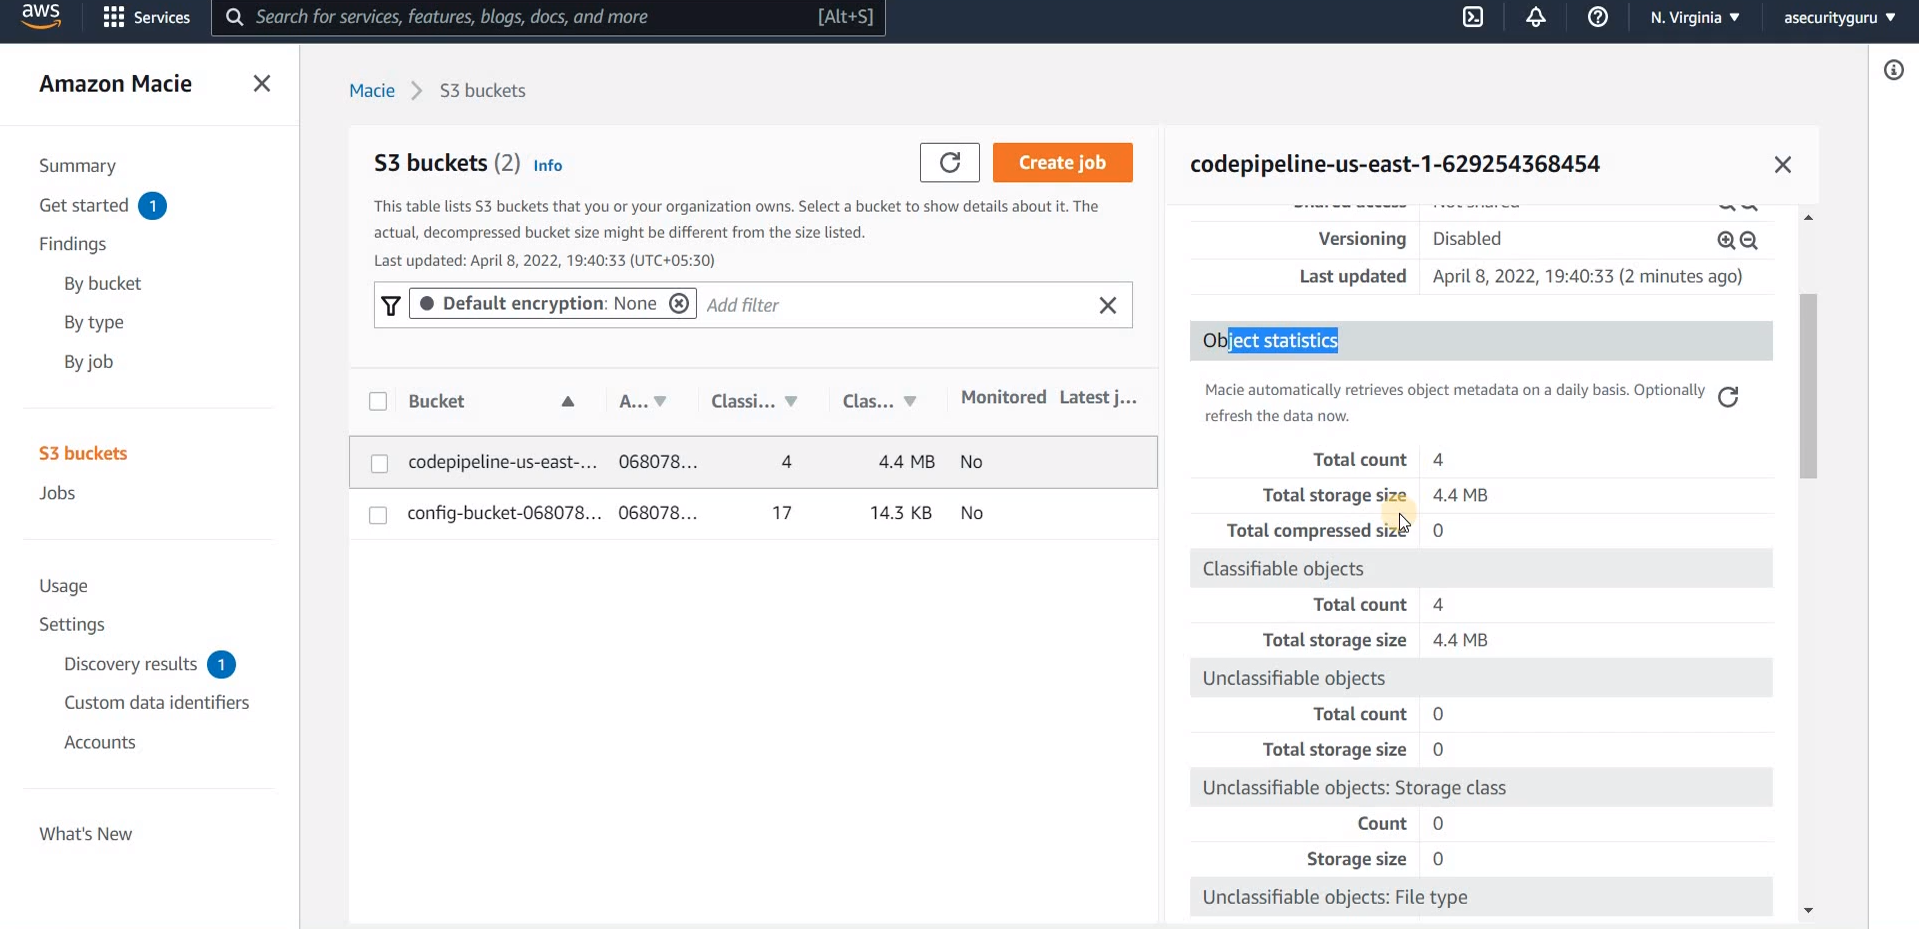 aws
Services
Search for services, features, blogs, docs, and more [Alt+S]
N. Virginia
asecurityguru
Amazon Macie
Summary
Get started 1
Findings
By bucket
By type
By job
S3 buckets
Jobs
Usage
Settings
Discovery results 1
Custom data identifiers
Accounts
What's New
Macie > S3 buckets
S3 buckets (2) Info
Create job
This table lists S3 buckets that you or your organization owns. Select a bucket to show details about it. The
actual, decompressed bucket size might be different from the size listed.
Last updated: April 8, 2022, 19:40:33 (UTC+05:30)
Default encryption: None Add filter
Bucket A... Classi... Clas... Monitored Latest j...
codepipeline-us-east-... 068078... 4 4.4 MB No
config-bucket-068078... 068078... 17 14.3 KB No
codepipeline-us-east-1-629254368454
Shared access Not shared
Versioning Disabled
Last updated April 8, 2022, 19:40:33 (2 minutes ago)
Object statistics
Macie automatically retrieves object metadata on a daily basis. Optionally
refresh the data now.
Total count 4
Total storage size 4.4 MB
Total compressed size 0
Classifiable objects
Total count 4
Total storage size 4.4 MB
Unclassifiable objects
Total count 0
Total storage size 0
Unclassifiable objects: Storage class
Count 0
Storage size 0
Unclassifiable objects: File type